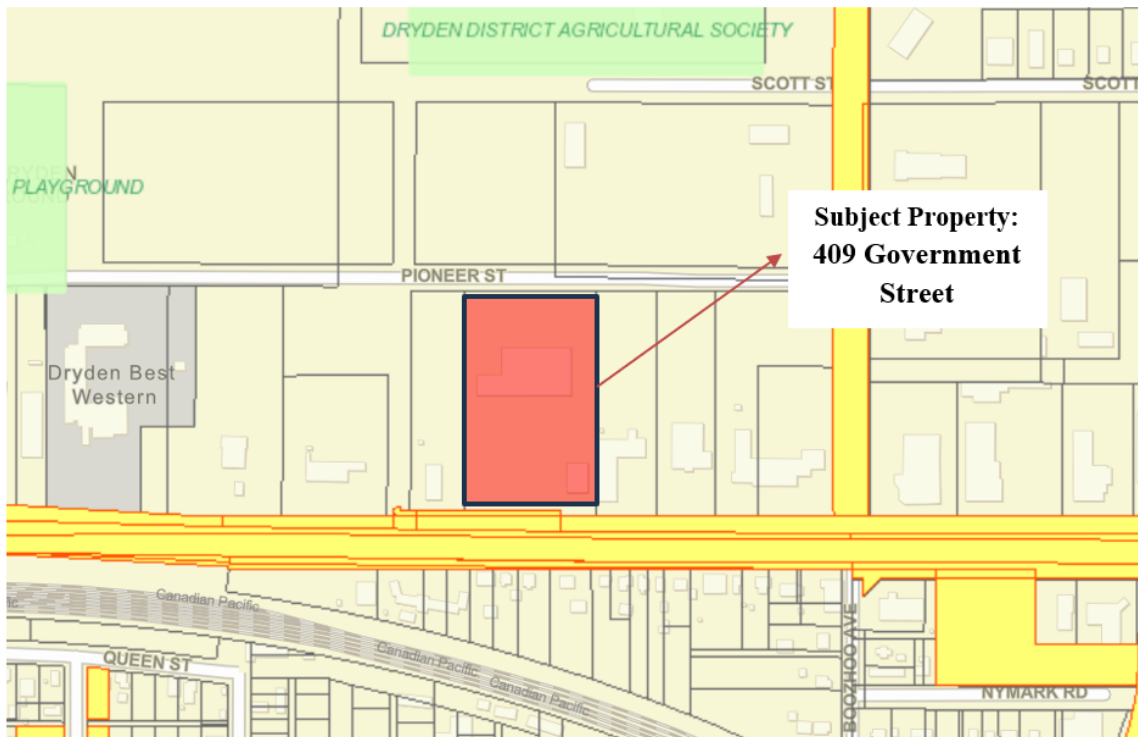 DRYDEN DISTRICT AGRICULTURAL SOCIETY
SCOTT ST
SCOTT
PLAYGROUND
Subject Property:
409 Government
Street
PIONEER ST
Dryden Best
Western
Canadian Pacific
Canadian Pacific
Canadian Pacific
QUEEN ST
BOOZHOO AVE
NYMARK RD